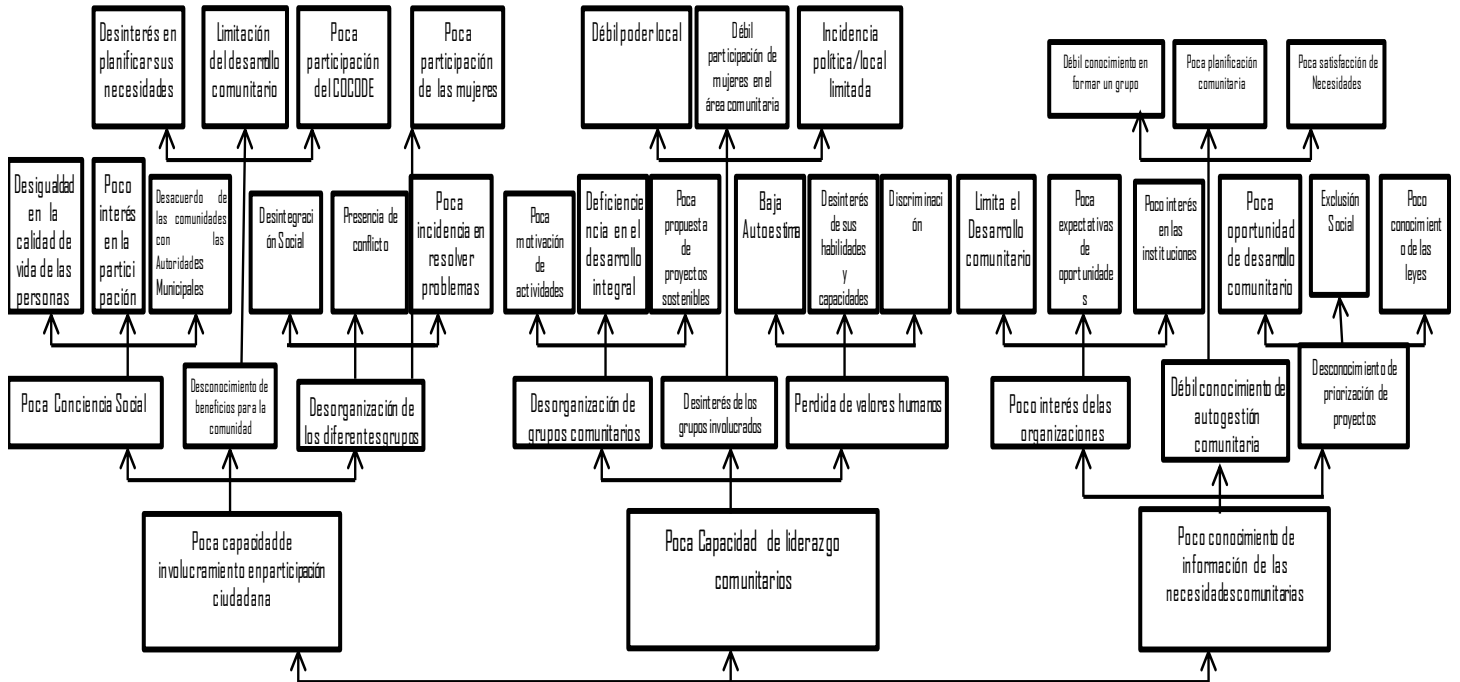 Desinterés en
planificar sus
necesidades
Limitación
del desarrollo
comunitario
Poca
participación
del COCODE
Poca
participación
de las mujeres
Débil poder local
Débil
participación de
mujeres en el
área comunitaria
Incidencia
política/local
limitada
Débil conocimiento en
formar un grupo
Poca planificación
comunitaria
Poca satisfacción de
Necesidades
Desigualdad
en la
calidad de
vida de las
personas
Poco
interés
en la
partici
pación
Desacuerdo de
las comunidades
con las
Autoridades
Municipales
Desintegraci
ón Social
Presencia de
conflicto
Poca
incidencia en
resolver
problemas
Poca
motivación
de
actividades
Deficiencie
ncia en el
desarrollo
integral
Poca
propuesta
de
proyectos
sostenibles
Baja
Autoestima
Desinterés
de sus
habilidades
y
capacidades
Discriminaci
ón
Limita el
Desarrollo
comunitario
Poca
expectativas
de
oportunidade
s
Poco interés
en las
instituciones
Poca
oportunidad
de desarrollo
comunitario
Exclusión
Social
Poco
conocimient
o de las
leyes
Poca Conciencia Social
Desconocimiento de
beneficios para la
comunidad
Desorganización de
los diferentes grupos
Desorganización de
grupos comunitarios
Desinterés de los
grupos involucrados
Perdida de valores humanos
Poco interés de las
organizaciones
Débil conocimiento de
autogestión
comunitaria
Desconocimiento de
priorización de
proyectos
Poca capacidad de
involucramiento en participación
ciudadana
Poca Capacidad de liderazgo
comunitarios
Poco conocimiento de
información de las
necesidades comunitarias